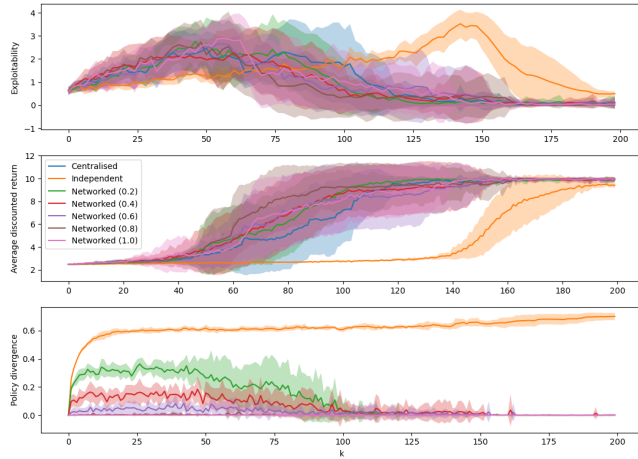 Exploitability
4
3
2
1
0
−1
0 25 50 75 100 125 150 175 200
Average discounted return
12
10
8
6
4
2
Centralised
Independent
Networked (0.2)
Networked (0.4)
Networked (0.6)
Networked (0.8)
Networked (1.0)
0 20 40 60 80 100 120 140 160 180 200
Policy divergence
0.6
0.4
0.2
0.0
0 25 50 75 100 125 150 175 200
k